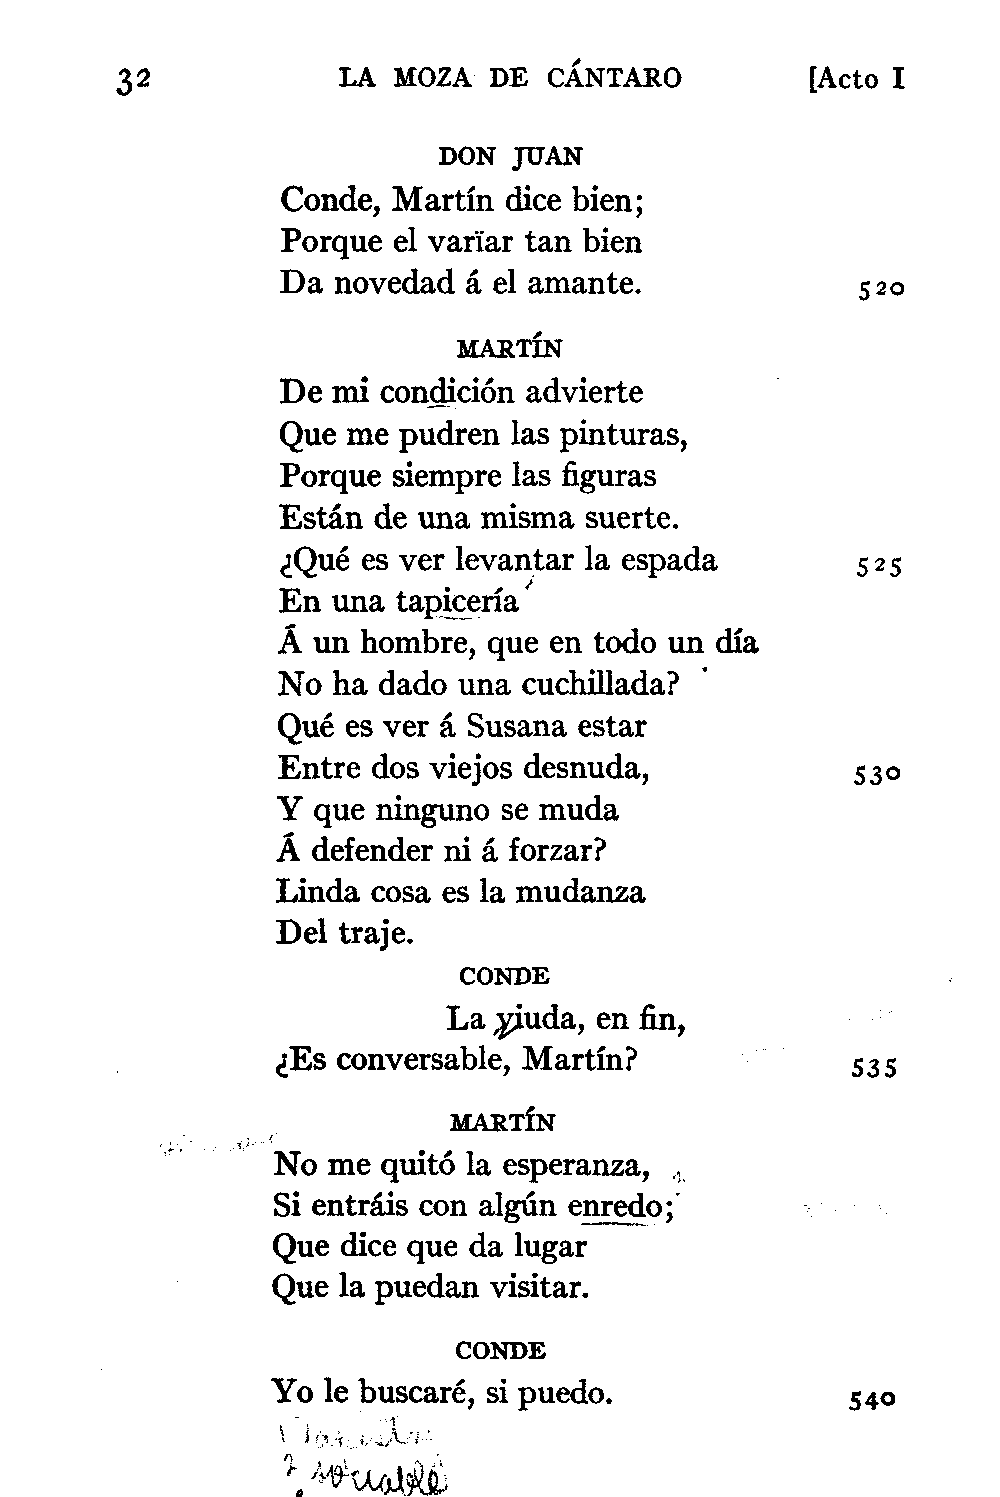 32 LA MOZA DE CÁNTARO [Acto I
DON JUAN
Conde, Martín dice bien;
Porque el varïar tan bien
Da novedad á el amante. 520
MARTÍN
De mi condición advierte
Que me pudren las pinturas,
Porque siempre las figuras
Están de una misma suerte.
¿Qué es ver levantar la espada 525
En una tapicería
Á un hombre, que en todo un día
No ha dado una cuchillada?
Qué es ver á Susana estar
Entre dos viejos desnuda, 530
Y que ninguno se muda
Á defender ni á forzar?
Linda cosa es la mudanza
Del traje.
CONDE
La viuda, en fin,
¿Es conversable, Martín? 535
MARTÍN
No me quitó la esperanza,
Si entráis con algún enredo;
Que dice que da lugar
Que la puedan visitar.
CONDE
Yo le buscaré, si puedo. 540